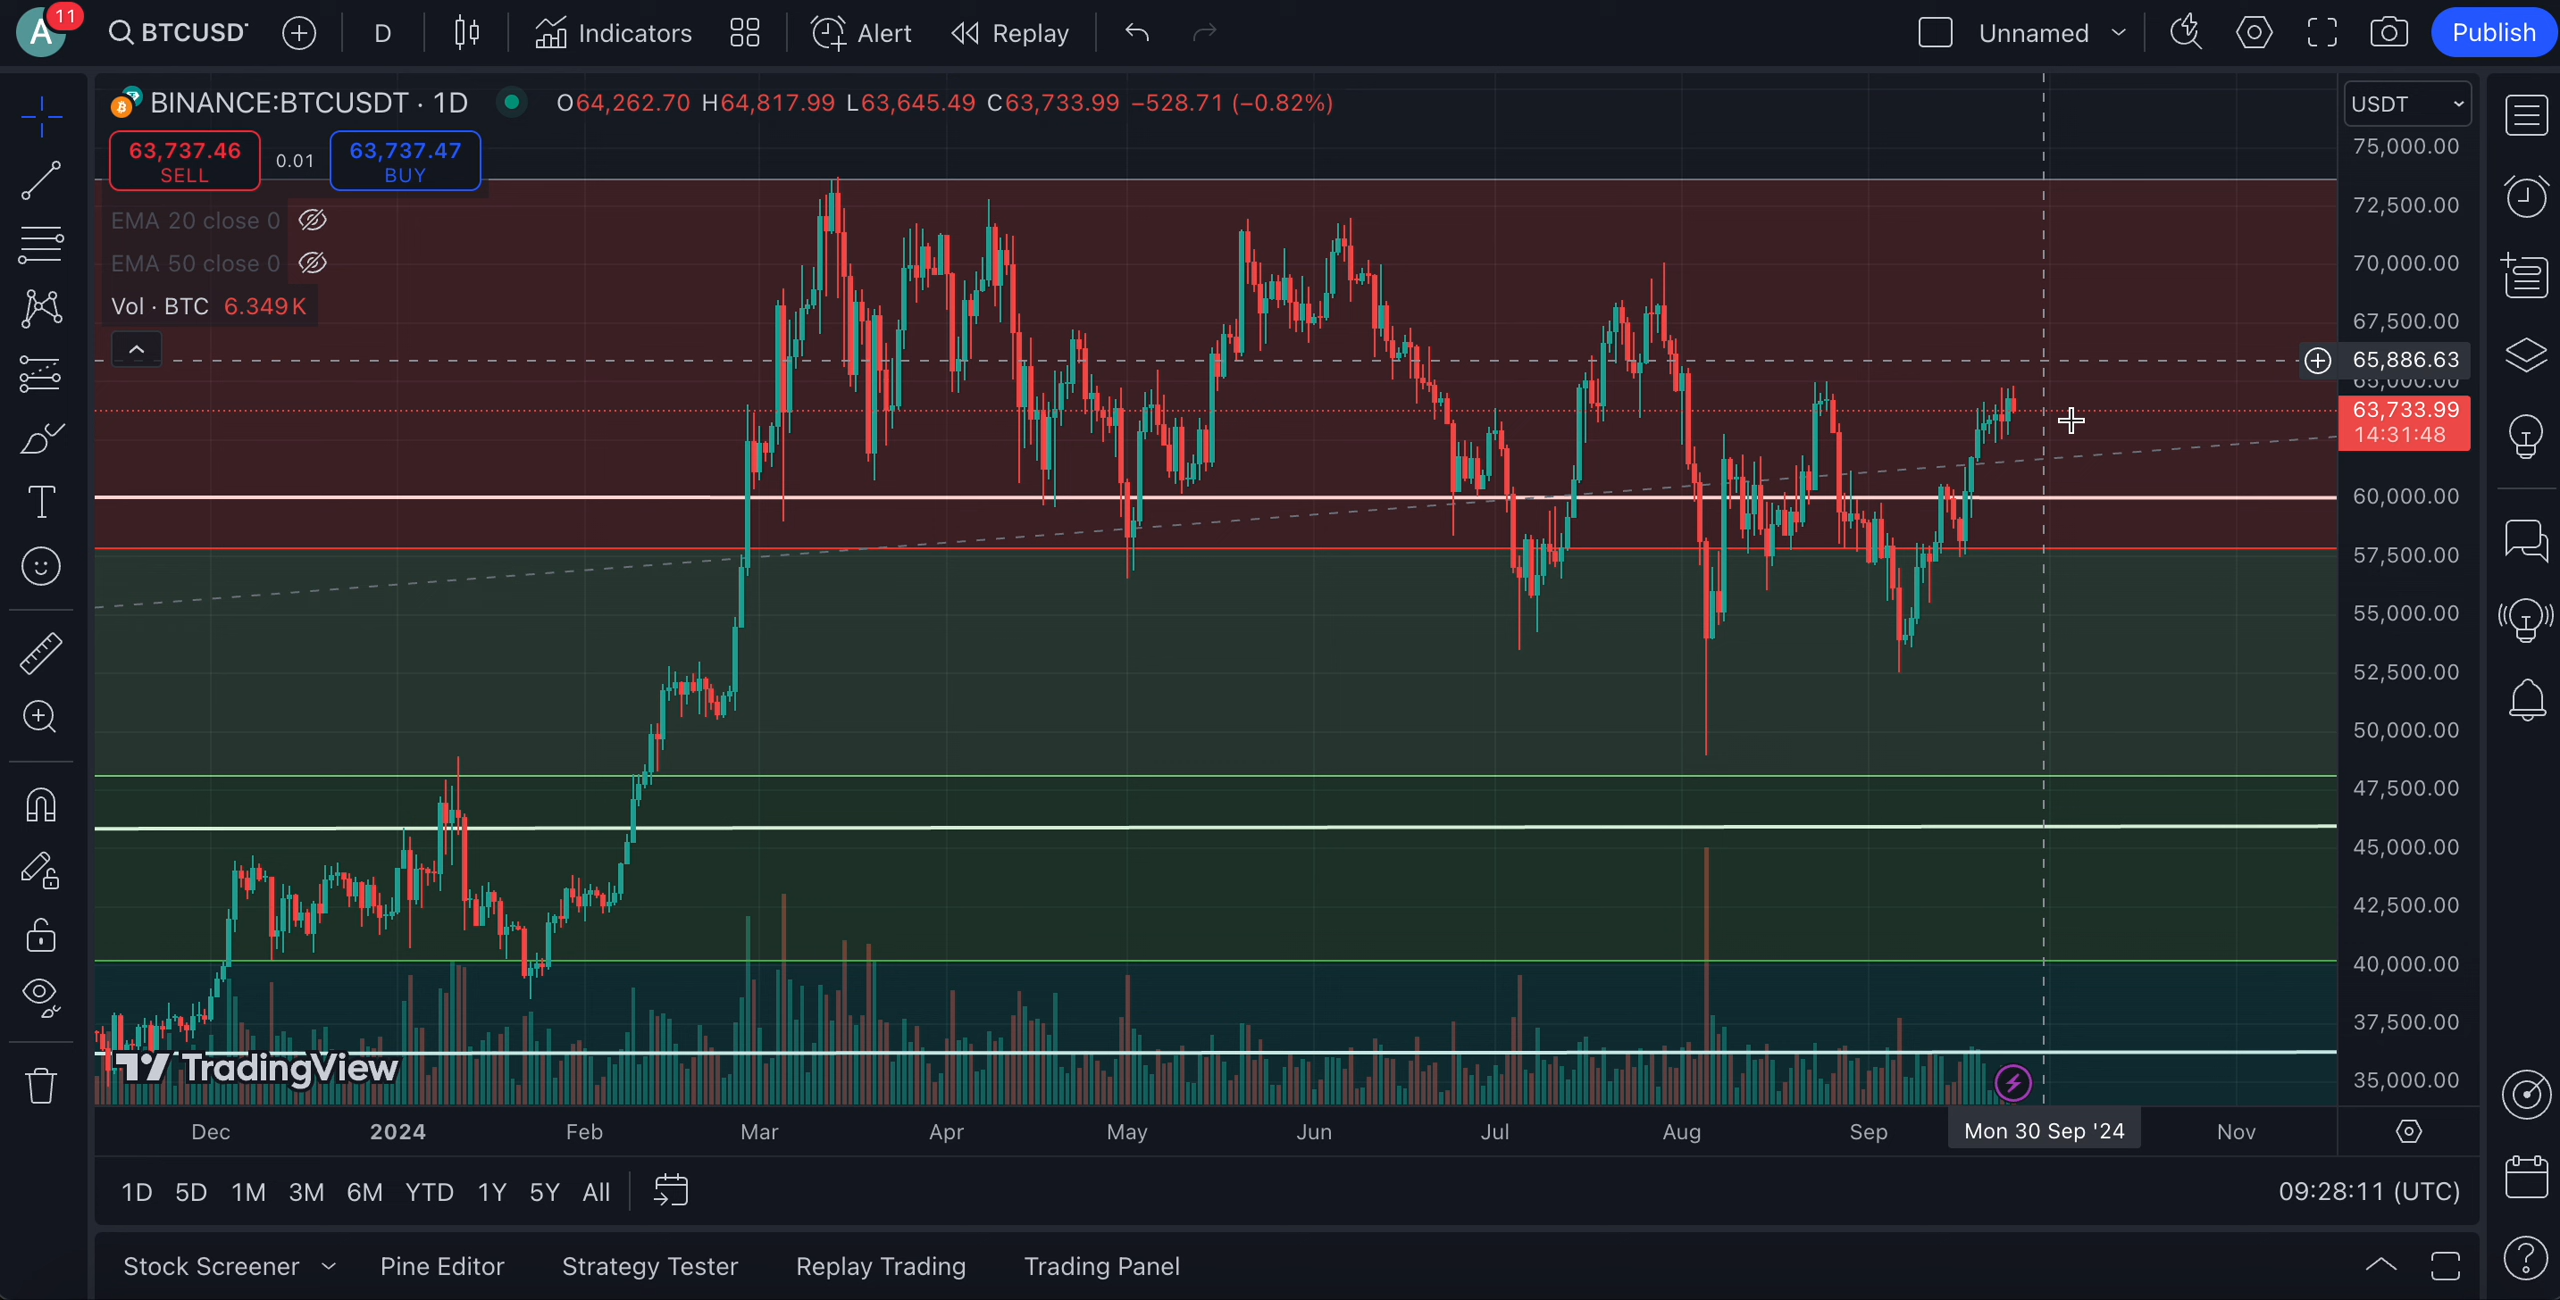 A 11 BTCUSDT D Indicators Alert Replay Unnamed Publish
BINANCE:BTCUSDT · 1D O64,262.70 H64,817.99 L63,645.49 C63,733.99 −528.71 (−0.82%)
USDT
63,737.46 SELL
0.01
63,737.47 BUY
EMA 20 close 0
EMA 50 close 0
Vol · BTC 6.349K
75,000.00
72,500.00
70,000.00
67,500.00
65,886.63
65,000.00
63,733.99
14:31:48
60,000.00
57,500.00
55,000.00
52,500.00
50,000.00
47,500.00
45,000.00
42,500.00
40,000.00
37,500.00
35,000.00
TradingView
Dec 2024 Feb Mar Apr May Jun Jul Aug Sep Mon 30 Sep '24 Nov
1D 5D 1M 3M 6M YTD 1Y 5Y All 09:28:11 (UTC)
Stock Screener Pine Editor Strategy Tester Replay Trading Trading Panel